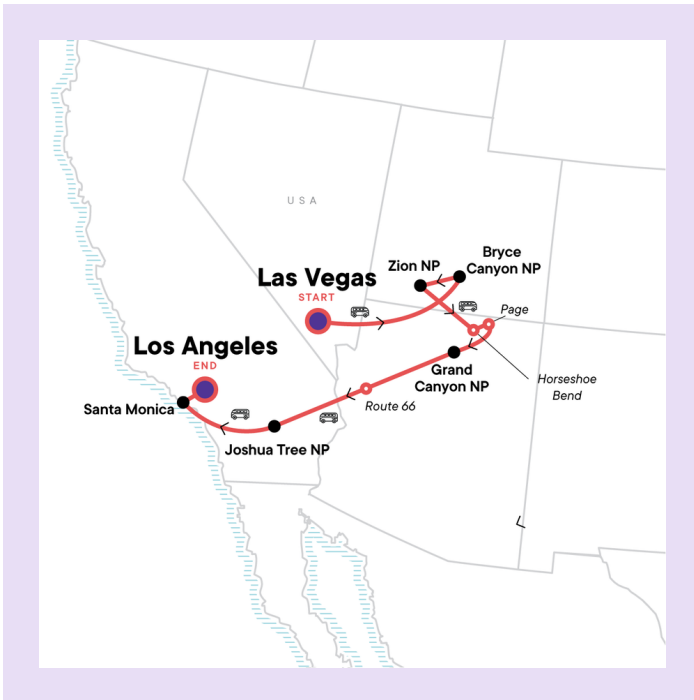 USA
Bryce
Canyon NP
Zion NP
Las Vegas
START
Page
Los Angeles
END
Grand
Canyon NP
Horseshoe
Bend
Santa Monica
Route 66
Joshua Tree NP